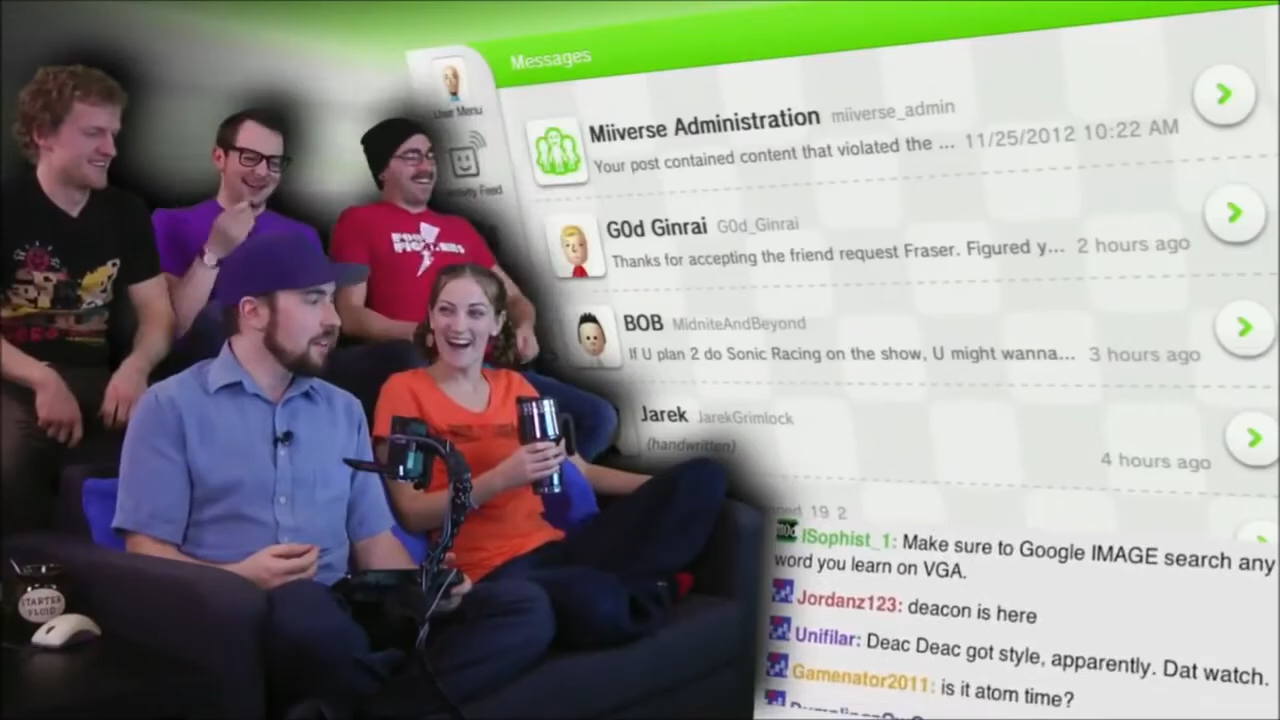 Messages
User Menu
Miiverse Administration miiverse_admin
Your post contained content that violated the ... 11/25/2012 10:22 AM
Feed
G0d Ginrai G0d_Ginrai
Thanks for accepting the friend request Fraser. Figured y... 2 hours ago
BOB MidniteAndBeyond
If U plan 2 do Sonic Racing on the show, U might wanna... 3 hours ago
Jarek JarekGrimlock
(handwritten)
4 hours ago
19 2
ISophist_1: Make sure to Google IMAGE search any
word you learn on VGA.
Jordanz123: deacon is here
Unifilar: Deac Deac got style, apparently. Dat watch.
Gamenator2011: is it atom time?
FOO
FIGHTERS
STARTER
FLUID